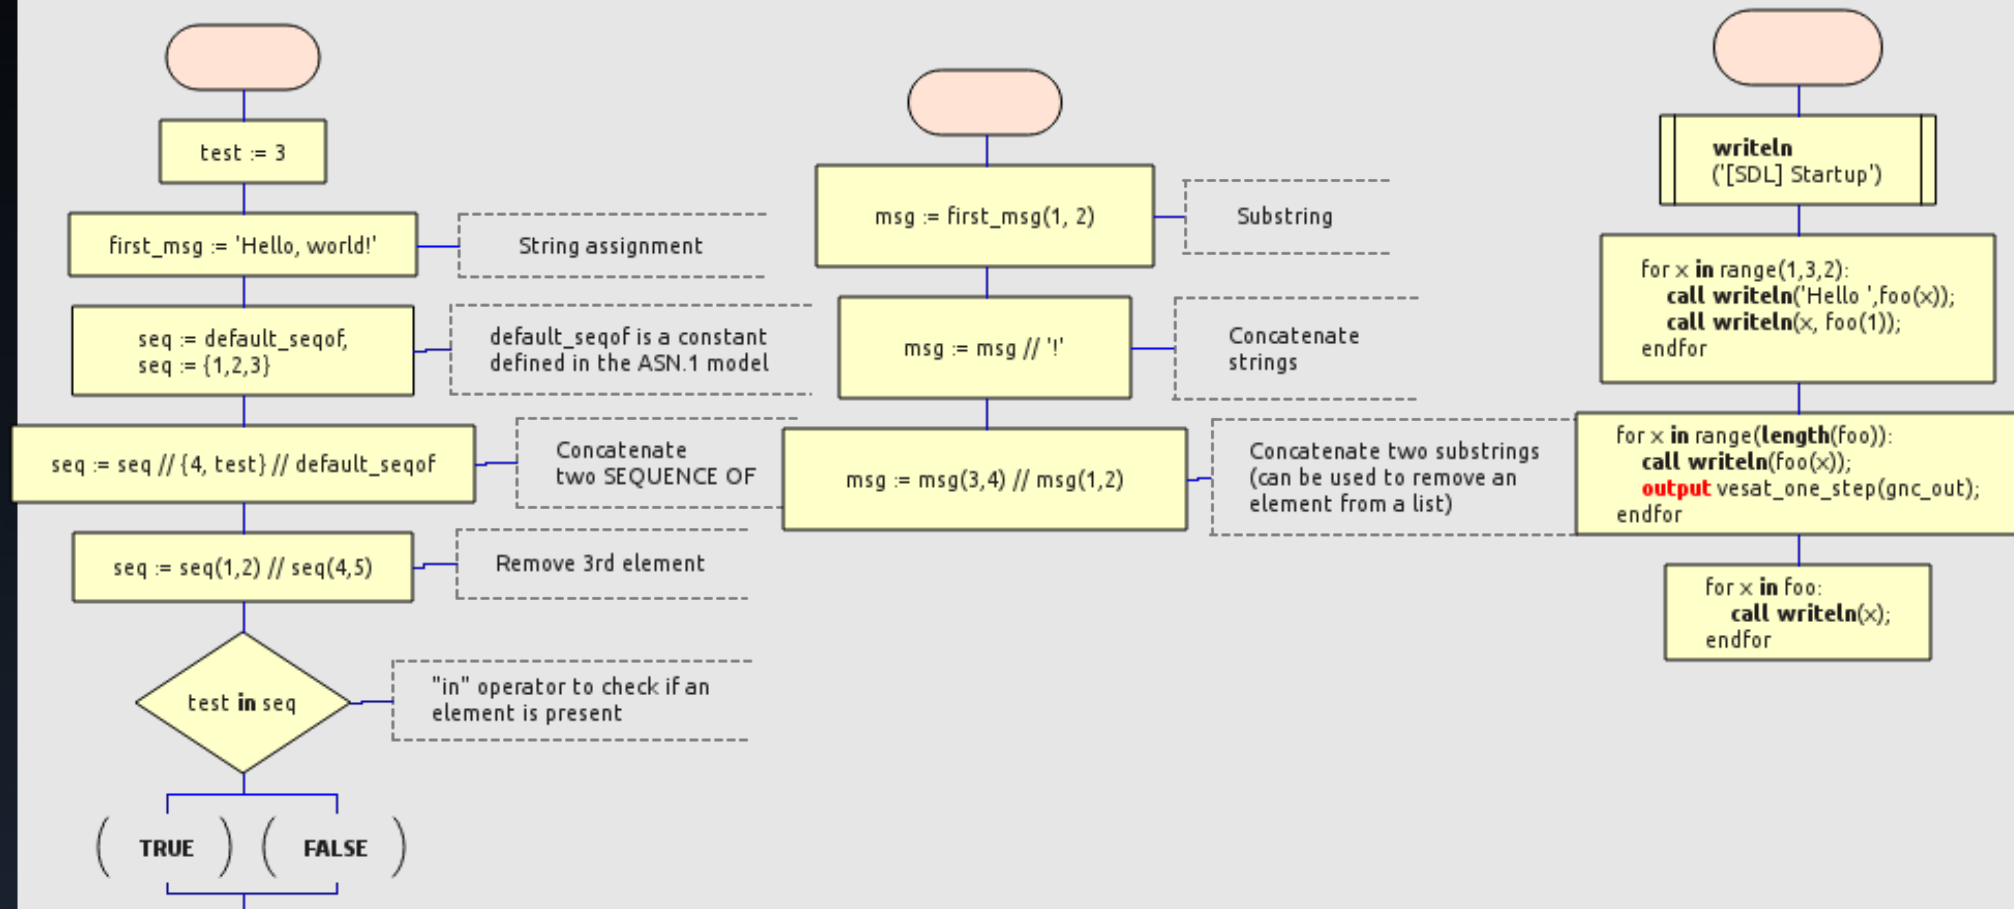 test := 3
first_msg := 'Hello, world!'
String assignment
seq := default_seqof,
seq := {1,2,3}
default_seqof is a constant
defined in the ASN.1 model
seq := seq // {4, test} // default_seqof
Concatenate
two SEQUENCE OF
seq := seq(1,2) // seq(4,5)
Remove 3rd element
test in seq
"in" operator to check if an
element is present
TRUE
FALSE
msg := first_msg(1, 2)
Substring
msg := msg // '!'
Concatenate
strings
msg := msg(3,4) // msg(1,2)
Concatenate two substrings
(can be used to remove an
element from a list)
writeln
('[SDL] Startup')
for x in range(1,3,2):
call writeln('Hello ',foo(x));
call writeln(x, foo(1));
endfor
for x in range(length(foo)):
call writeln(foo(x));
output vesat_one_step(gnc_out);
endfor
for x in foo:
call writeln(x);
endfor